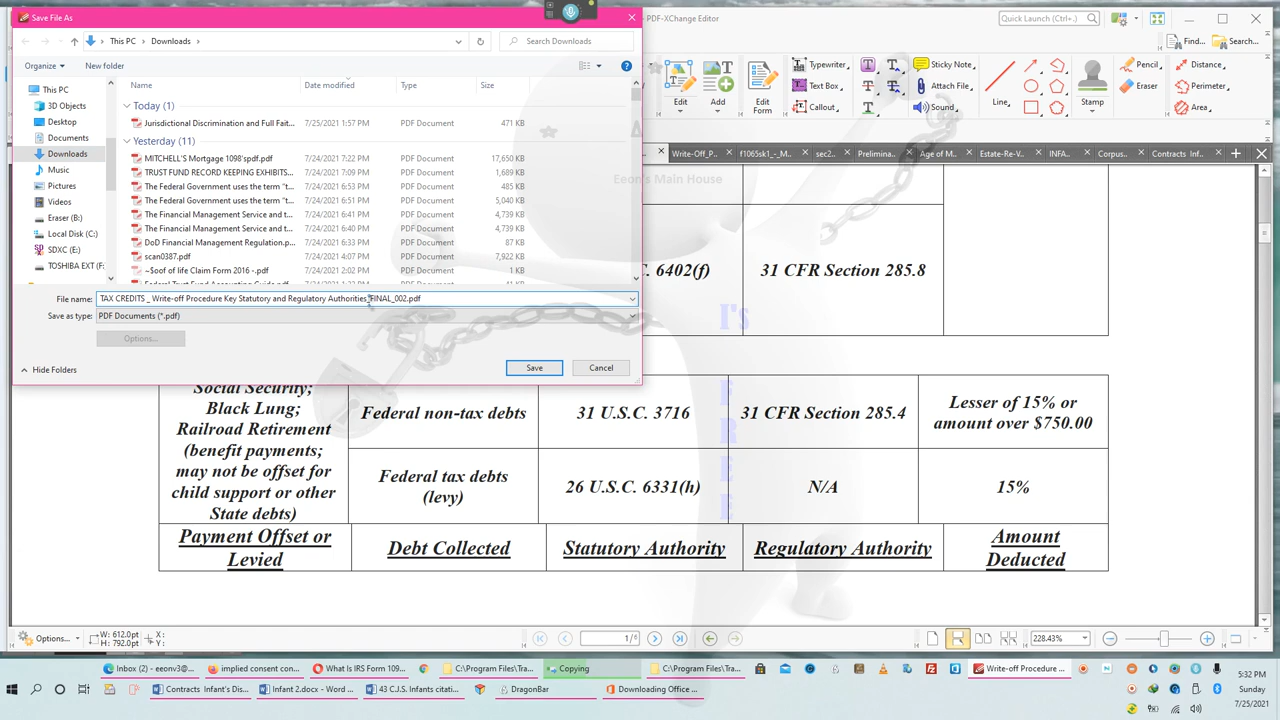 Save File As
- PDF-XChange Editor
Quick Launch (Ctrl+.)
This PC
Downloads
Search Downloads
Find...
Search...
Organize
New folder
Edit
Add
Edit Form
Typewriter
Text Box
Callout
Sticky Note
Attach File
Sound
Line
Stamp
Pencil
Eraser
Distance
Perimeter
Area
Name
Date modified
Type
Size
This PC
3D Objects
Desktop
Documents
Downloads
Music
Pictures
Videos
Eraser (B:)
Local Disk (C:)
SDXC (E:)
TOSHIBA EXT (F:
Today (1)
Jurisdictional Discrimination and Full Fait... 7/25/2021 1:57 PM PDF Document 471 KB
Yesterday (11)
MITCHELL'S Mortgage 1098'spdf.pdf 7/24/2021 7:22 PM PDF Document 17,650 KB
TRUST FUND RECORD KEEPING EXHIBITS... 7/24/2021 7:09 PM PDF Document 1,689 KB
The Federal Government uses the term "t... 7/24/2021 6:53 PM PDF Document 485 KB
The Federal Government uses the term "t... 7/24/2021 6:51 PM PDF Document 5,040 KB
The Financial Management Service and t... 7/24/2021 6:41 PM PDF Document 4,739 KB
The Financial Management Service and t... 7/24/2021 6:39 PM PDF Document 4,739 KB
DoD Financial Management Regulation.p... 7/24/2021 6:33 PM PDF Document 87 KB
scan0387.pdf 7/24/2021 4:07 PM PDF Document 7,922 KB
~$oof of life Claim Form 2016 -.pdf 7/24/2021 2:02 PM PDF Document 1 KB
File name: TAX CREDITS _ Write-off Procedure Key Statutory and Regulatory Authorities_FINAL_002.pdf
Save as type: PDF Documents (*.pdf)
Options...
Hide Folders
Save
Cancel
Write-Off_P...
f1065sk1_-_M...
sec2...
Prelimina...
Age of M...
Estate-Re-V...
INFA...
Corpus...
Contracts Inf...
Eeon's Main House
C. 6402(f)
31 CFR Section 285.8
I's
F
R
E
E
Social Security;
Black Lung;
Railroad Retirement
(benefit payments;
may not be offset for
child support or other
State debts)
Federal non-tax debts
31 U.S.C. 3716
31 CFR Section 285.4
Lesser of 15% or
amount over $750.00
Federal tax debts
(levy)
26 U.S.C. 6331(h)
N/A
15%
Payment Offset or
Levied
Debt Collected
Statutory Authority
Regulatory Authority
Amount
Deducted
Options...
W: 612.0pt
H: 792.0pt
X:
Y:
1/6
228.43%
Inbox (2) - eeonv3@...
implied consent con...
What Is IRS Form 109...
C:\Program Files\Tra...
Copying
C:\Program Files\Tra...
Write-off Procedure ...
Contracts Infant's Dis...
Infant 2.docx - Word ...
43 C.J.S. Infants citati...
DragonBar
Downloading Office ...
5:32 PM
Sunday
7/25/2021